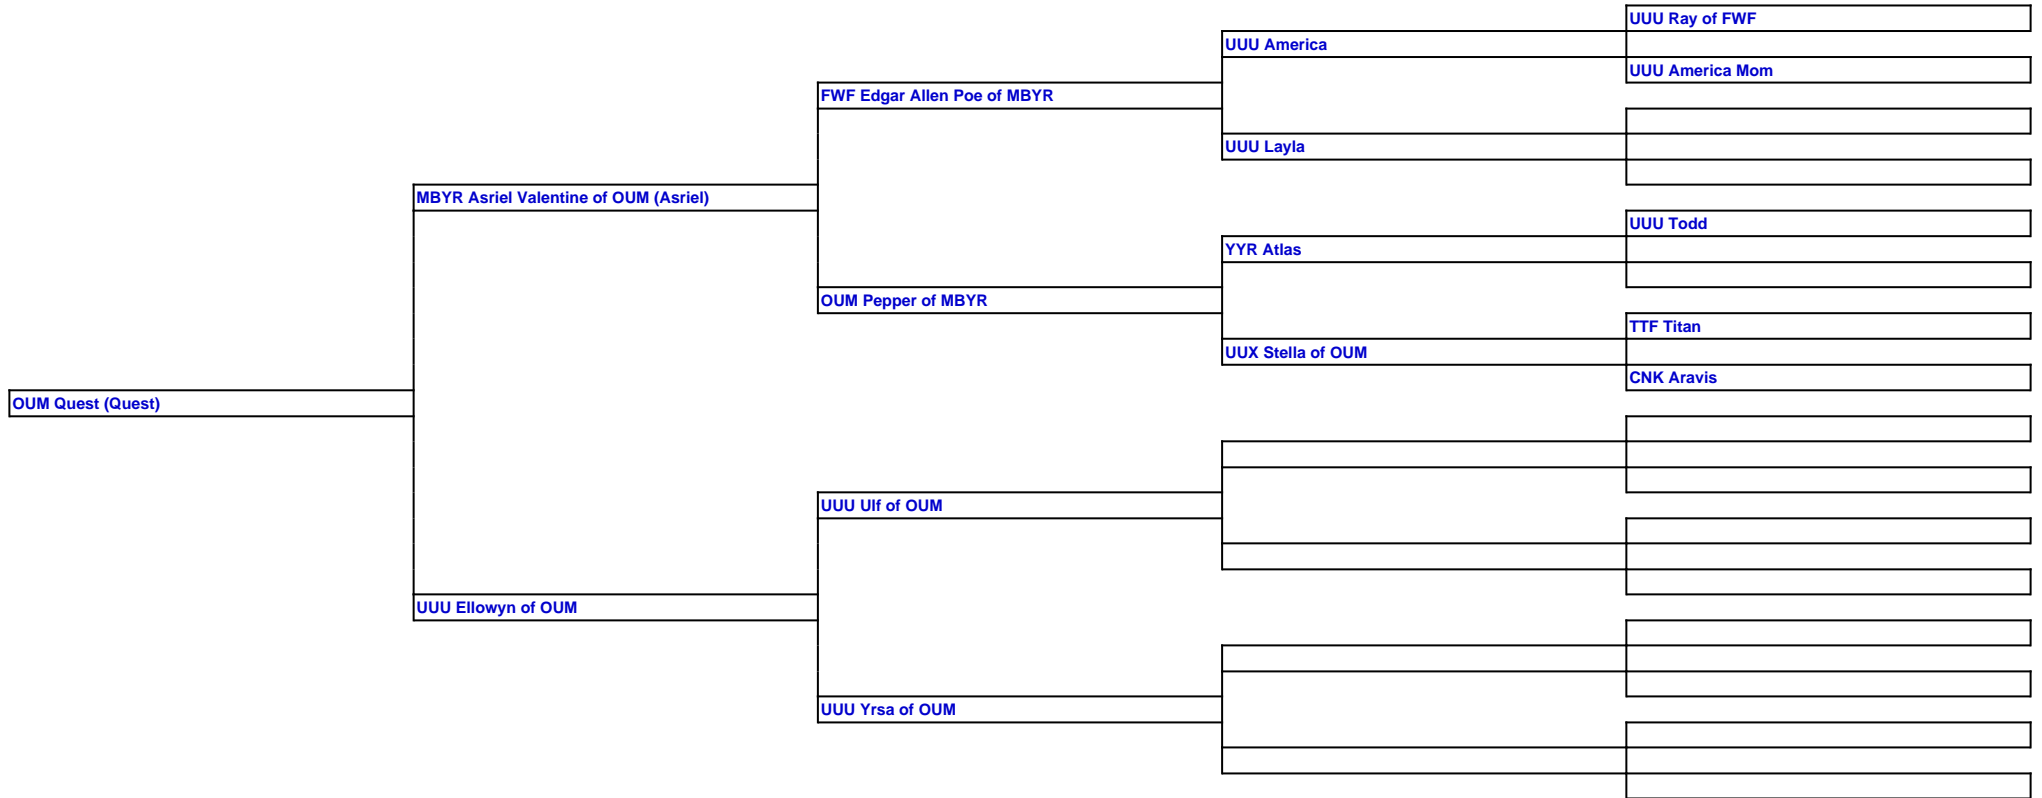 UUU Ray of FWF
UUU America
UUU America Mom
FWF Edgar Allen Poe of MBYR
UUU Layla
MBYR Asriel Valentine of OUM (Asriel)
UUU Todd
YYR Atlas
OUM Pepper of MBYR
TTF Titan
UUX Stella of OUM
CNK Aravis
OUM Quest (Quest)
UUU Ulf of OUM
UUU Ellowyn of OUM
UUU Yrsa of OUM